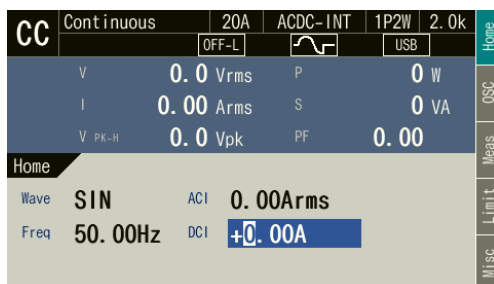 CC Continuous 20A ACDC-INT 1P2W 2.0k
OFF-L USB
V 0.0 Vrms P 0 W
I 0.00 Arms S 0 VA
V PK-H 0.0 Vpk PF 0.00
Home
Wave SIN ACI 0.00Arms
Freq 50.00Hz DCI +0.00A
Home
OSC
Meas
Limit
Misc